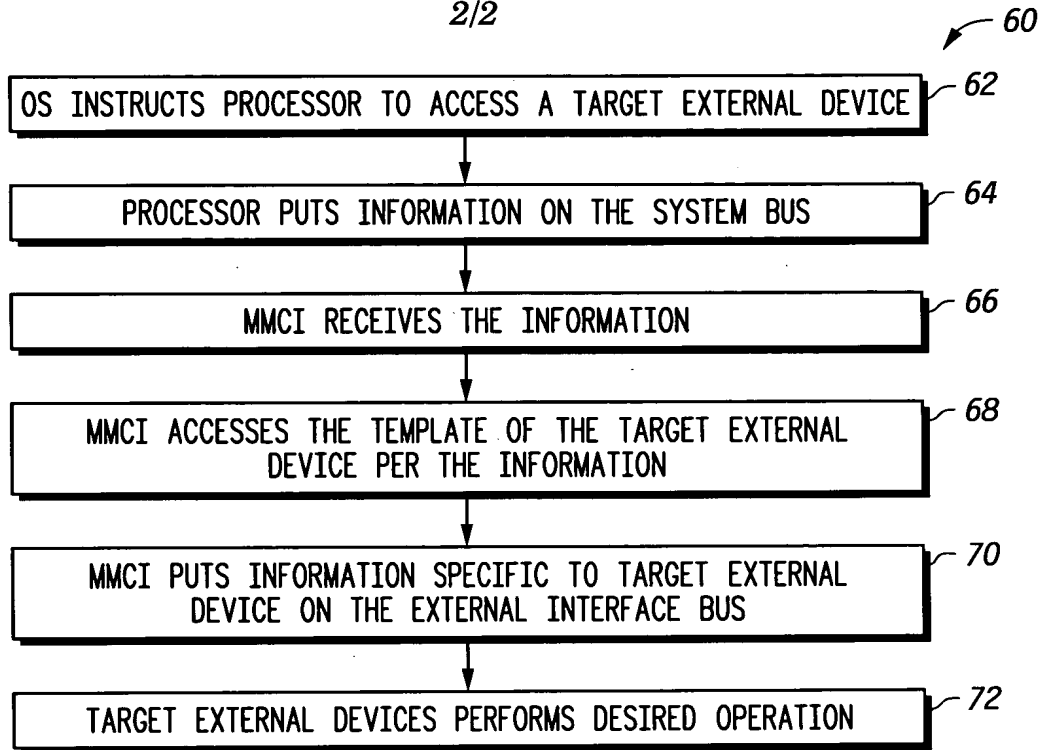 2/2
60
OS INSTRUCTS PROCESSOR TO ACCESS A TARGET EXTERNAL DEVICE
62
PROCESSOR PUTS INFORMATION ON THE SYSTEM BUS
64
MMCI RECEIVES THE INFORMATION
66
MMCI ACCESSES THE TEMPLATE OF THE TARGET EXTERNAL
DEVICE PER THE INFORMATION
68
MMCI PUTS INFORMATION SPECIFIC TO TARGET EXTERNAL
DEVICE ON THE EXTERNAL INTERFACE BUS
70
TARGET EXTERNAL DEVICES PERFORMS DESIRED OPERATION
72